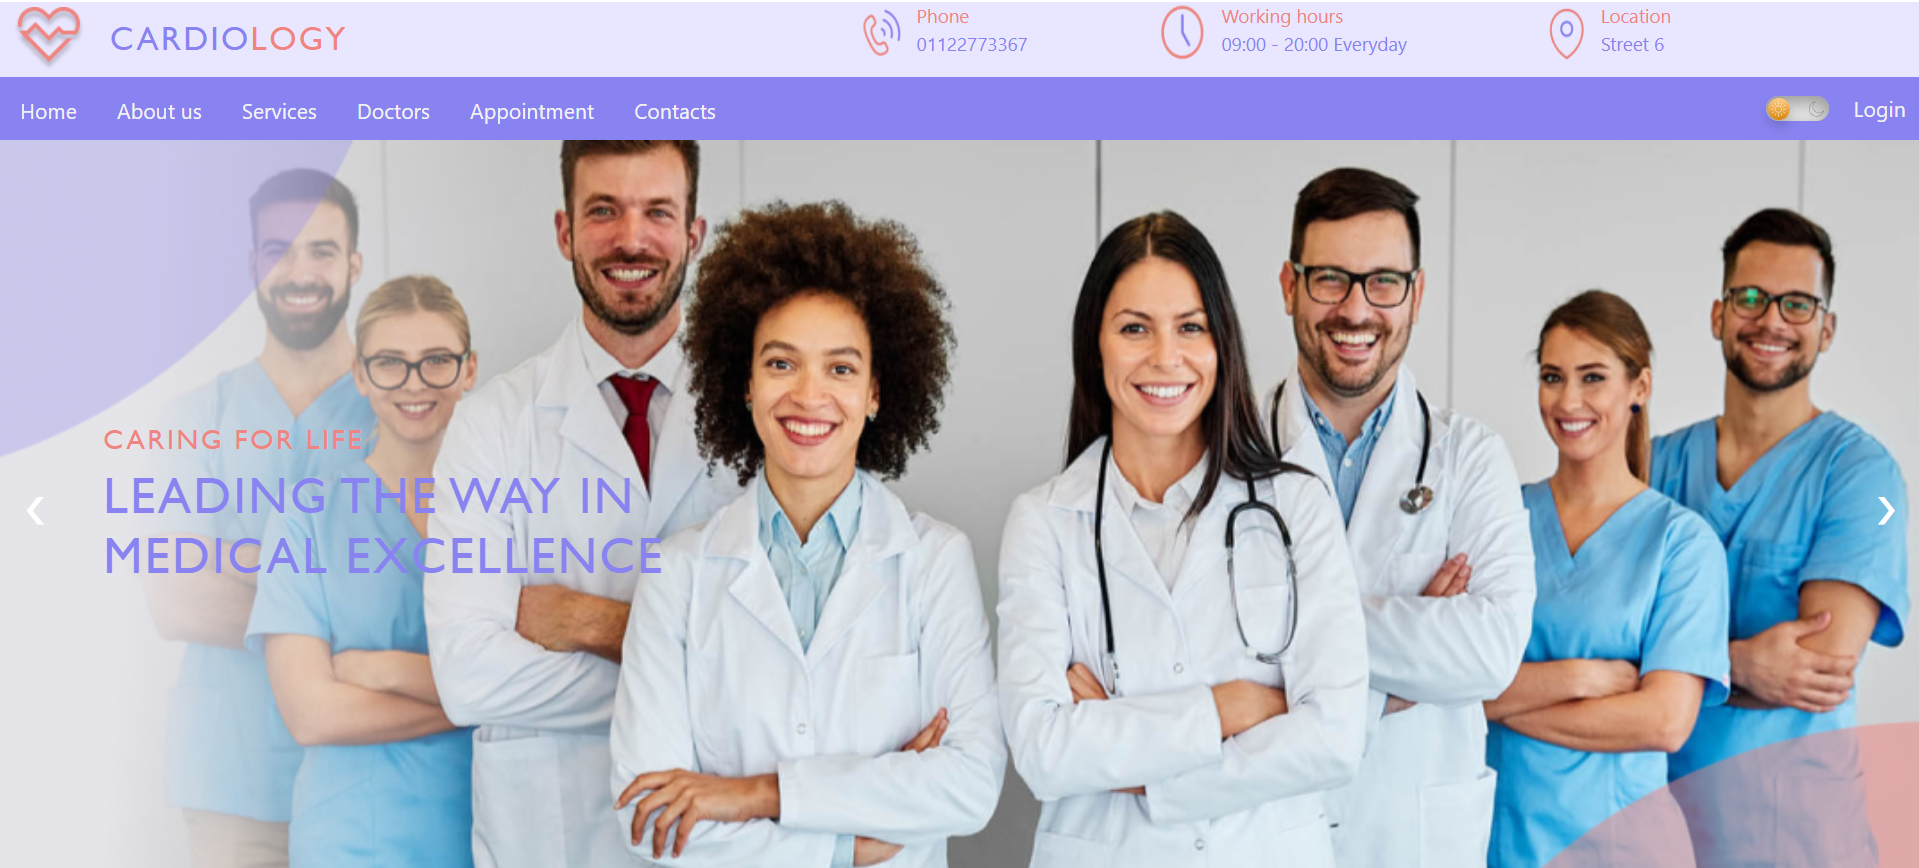 CARDIOLOGY
Phone
01122773367
Working hours
09:00 - 20:00 Everyday
Location
Street 6
Home
About us
Services
Doctors
Appointment
Contacts
Login
CARING FOR LIFE
LEADING THE WAY IN
MEDICAL EXCELLENCE